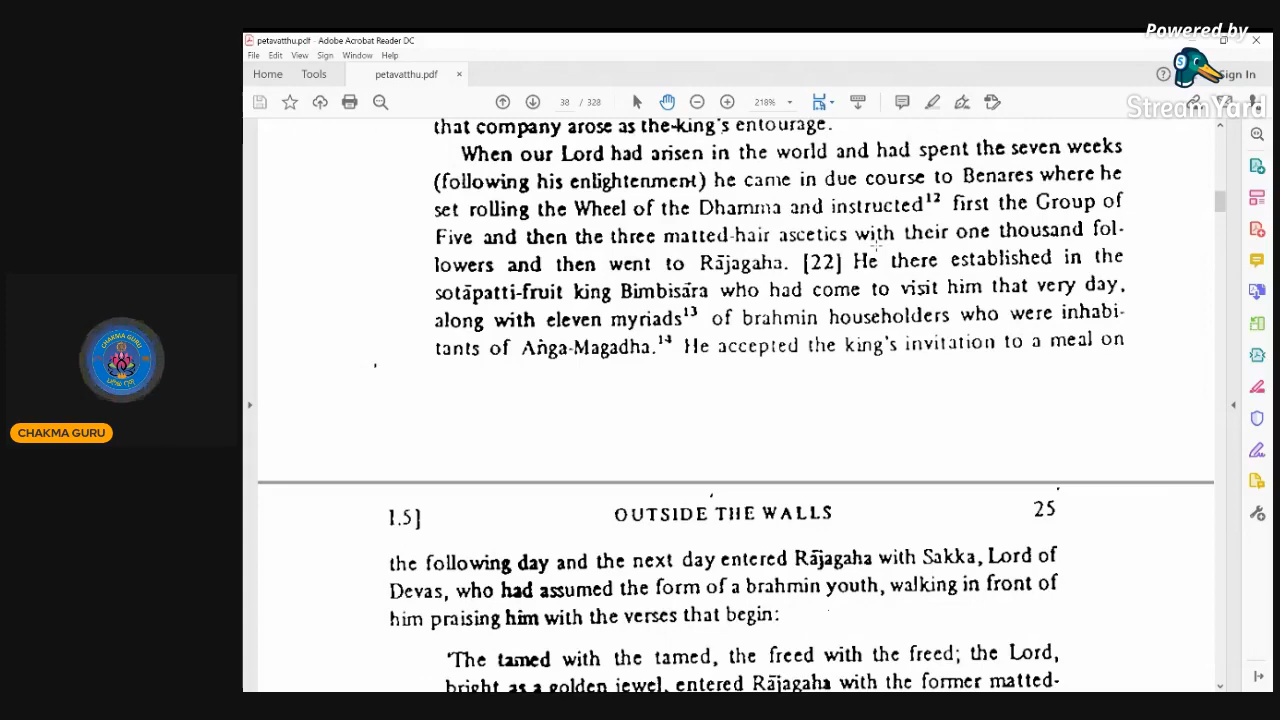 Powered by
StreamYard
petavatthu.pdf - Adobe Acrobat Reader DC
File Edit View Sign Window Help
Home Tools petavatthu.pdf × Sign In
38 / 328 218%
that company arose as the king's entourage.
When our Lord had arisen in the world and had spent the seven weeks
(following his enlightenment) he came in due course to Benares where he
set rolling the Wheel of the Dhamma and instructed¹² first the Group of
Five and then the three matted-hair ascetics with their one thousand fol-
lowers and then went to Rājagaha. [22] He there established in the
sotāpatti-fruit king Bimbisāra who had come to visit him that very day,
along with eleven myriads¹³ of brahmin householders who were inhabi-
tants of Aṅga-Magadha.¹⁴ He accepted the king's invitation to a meal on
I.5] OUTSIDE THE WALLS 25
the following day and the next day entered Rājagaha with Sakka, Lord of
Devas, who had assumed the form of a brahmin youth, walking in front of
him praising him with the verses that begin:
'The tamed with the tamed, the freed with the freed; the Lord,
bright as a golden jewel, entered Rājagaha with the former matted-
CHAKMA GURU
CHAKMA GURU